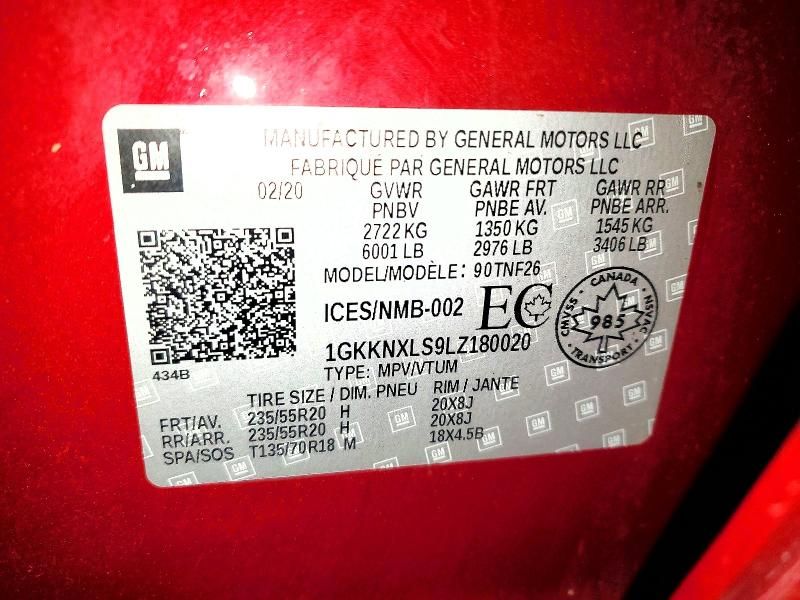 GM
MANUFACTURED BY GENERAL MOTORS LLC
FABRIQUÉ PAR GENERAL MOTORS LLC
02/20 GVWR GAWR FRT GAWR RR
PNBV PNBE AV. PNBE ARR.
2722 KG 1350 KG 1545 KG
6001 LB 2976 LB 3406 LB
MODEL/MODÈLE: 90TNF26
ICES/NMB-002 EC
CANADA
CMVSS 985 NSVAC
TRANSPORT
1GKKNXLS9LZ180020
TYPE: MPV/VTUM
434B
TIRE SIZE / DIM. PNEU RIM / JANTE
FRT/AV. 235/55R20 H 20X8J
RR/ARR. 235/55R20 H 20X8J
SPA/SOS T135/70R18 M 18X4.5B